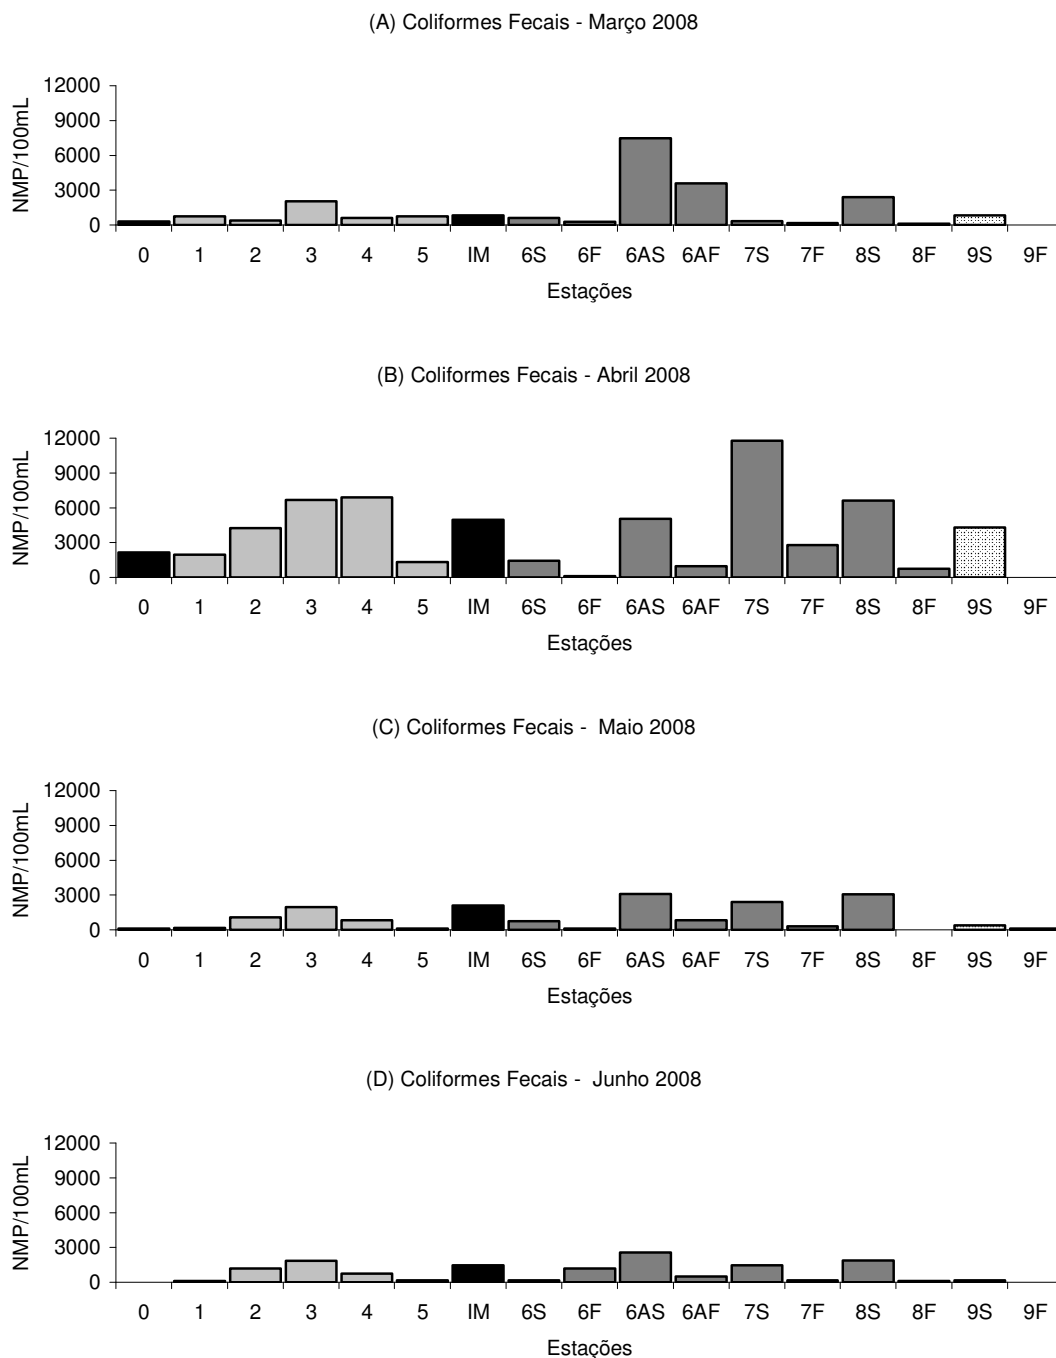 (A) Coliformes Fecais - Março 2008
NMP/100mL
12000
9000
6000
3000
0
0 1 2 3 4 5 IM 6S 6F 6AS 6AF 7S 7F 8S 8F 9S 9F
Estações
(B) Coliformes Fecais - Abril 2008
NMP/100mL
12000
9000
6000
3000
0
0 1 2 3 4 5 IM 6S 6F 6AS 6AF 7S 7F 8S 8F 9S 9F
Estações
(C) Coliformes Fecais - Maio 2008
NMP/100mL
12000
9000
6000
3000
0
0 1 2 3 4 5 IM 6S 6F 6AS 6AF 7S 7F 8S 8F 9S 9F
Estações
(D) Coliformes Fecais - Junho 2008
NMP/100mL
12000
9000
6000
3000
0
0 1 2 3 4 5 IM 6S 6F 6AS 6AF 7S 7F 8S 8F 9S 9F
Estações